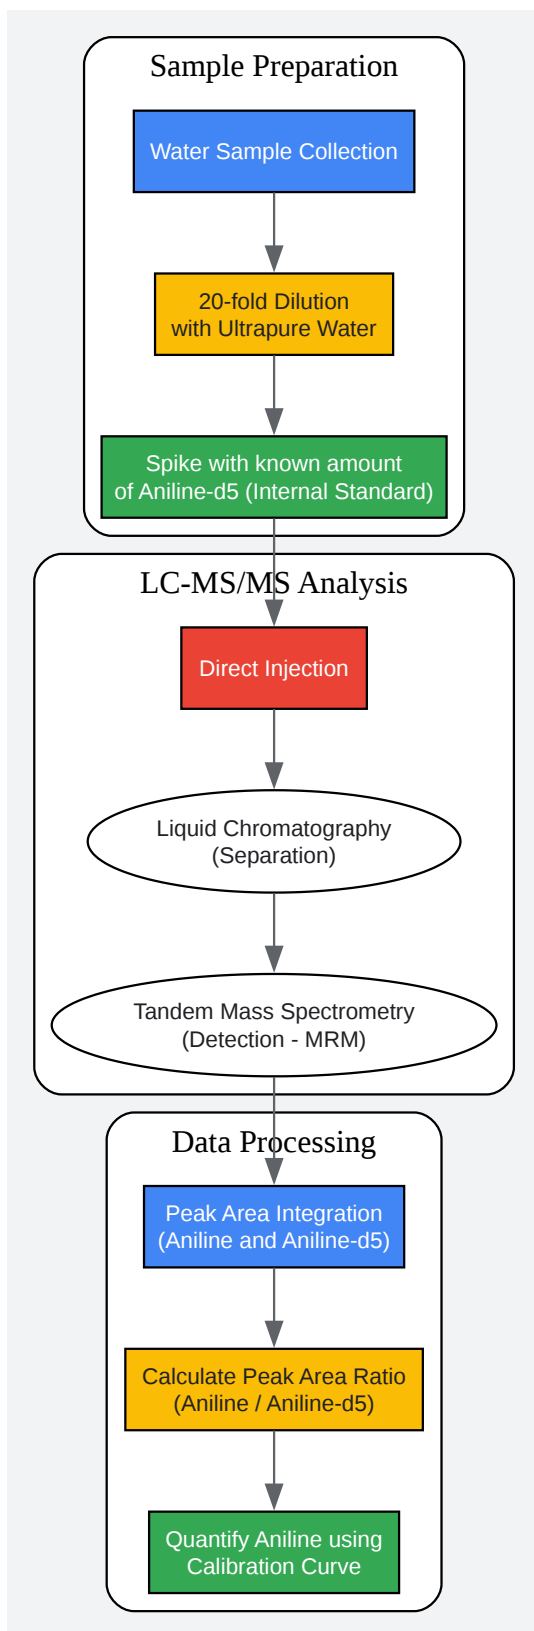 Sample Preparation
Water Sample Collection
20-fold Dilution
with Ultrapure Water
Spike with known amount
of Aniline-d5 (Internal Standard)
LC-MS/MS Analysis
Direct Injection
Liquid Chromatography
(Separation)
Tandem Mass Spectrometry
(Detection - MRM)
Data Processing
Peak Area Integration
(Aniline and Aniline-d5)
Calculate Peak Area Ratio
(Aniline / Aniline-d5)
Quantify Aniline using
Calibration Curve